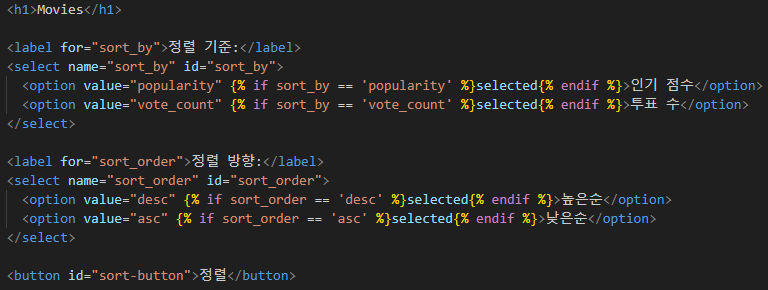 <h1>Movies</h1>
<label for="sort_by">정렬 기준:</label>
<select name="sort_by" id="sort_by">
<option value="popularity" {% if sort_by == 'popularity' %}selected{% endif %}>인기 점수</option>
<option value="vote_count" {% if sort_by == 'vote_count' %}selected{% endif %}>투표 수</option>
</select>
<label for="sort_order">정렬 방향:</label>
<select name="sort_order" id="sort_order">
<option value="desc" {% if sort_order == 'desc' %}selected{% endif %}>높은순</option>
<option value="asc" {% if sort_order == 'asc' %}selected{% endif %}>낮은순</option>
</select>
<button id="sort-button">정렬</button>